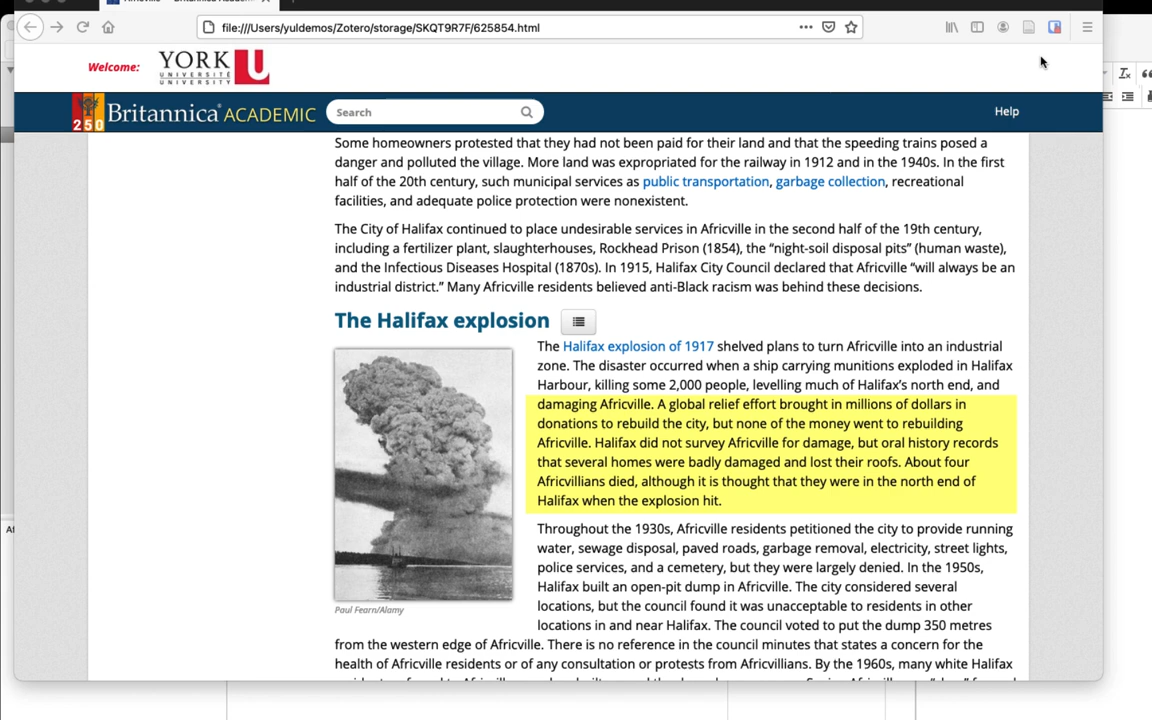 file:///Users/yuldemos/Zotero/storage/SKQT9R7F/625854.html
Welcome:
YORK U
UNIVERSITÉ
UNIVERSITY
250
Britannica® ACADEMIC
Search
Help
Some homeowners protested that they had not been paid for their land and that the speeding trains posed a
danger and polluted the village. More land was expropriated for the railway in 1912 and in the 1940s. In the first
half of the 20th century, such municipal services as public transportation, garbage collection, recreational
facilities, and adequate police protection were nonexistent.
The City of Halifax continued to place undesirable services in Africville in the second half of the 19th century,
including a fertilizer plant, slaughterhouses, Rockhead Prison (1854), the “night-soil disposal pits” (human waste),
and the Infectious Diseases Hospital (1870s). In 1915, Halifax City Council declared that Africville “will always be an
industrial district.” Many Africville residents believed anti-Black racism was behind these decisions.
The Halifax explosion
The Halifax explosion of 1917 shelved plans to turn Africville into an industrial
zone. The disaster occurred when a ship carrying munitions exploded in Halifax
Harbour, killing some 2,000 people, levelling much of Halifax’s north end, and
damaging Africville. A global relief effort brought in millions of dollars in
donations to rebuild the city, but none of the money went to rebuilding
Africville. Halifax did not survey Africville for damage, but oral history records
that several homes were badly damaged and lost their roofs. About four
Africvillians died, although it is thought that they were in the north end of
Halifax when the explosion hit.
Paul Fearn/Alamy
Throughout the 1930s, Africville residents petitioned the city to provide running
water, sewage disposal, paved roads, garbage removal, electricity, street lights,
police services, and a cemetery, but they were largely denied. In the 1950s,
Halifax built an open-pit dump in Africville. The city considered several
locations, but the council found it was unacceptable to residents in other
locations in and near Halifax. The council voted to put the dump 350 metres
from the western edge of Africville. There is no reference in the council minutes that states a concern for the
health of Africville residents or of any consultation or protests from Africvillians. By the 1960s, many white Halifax